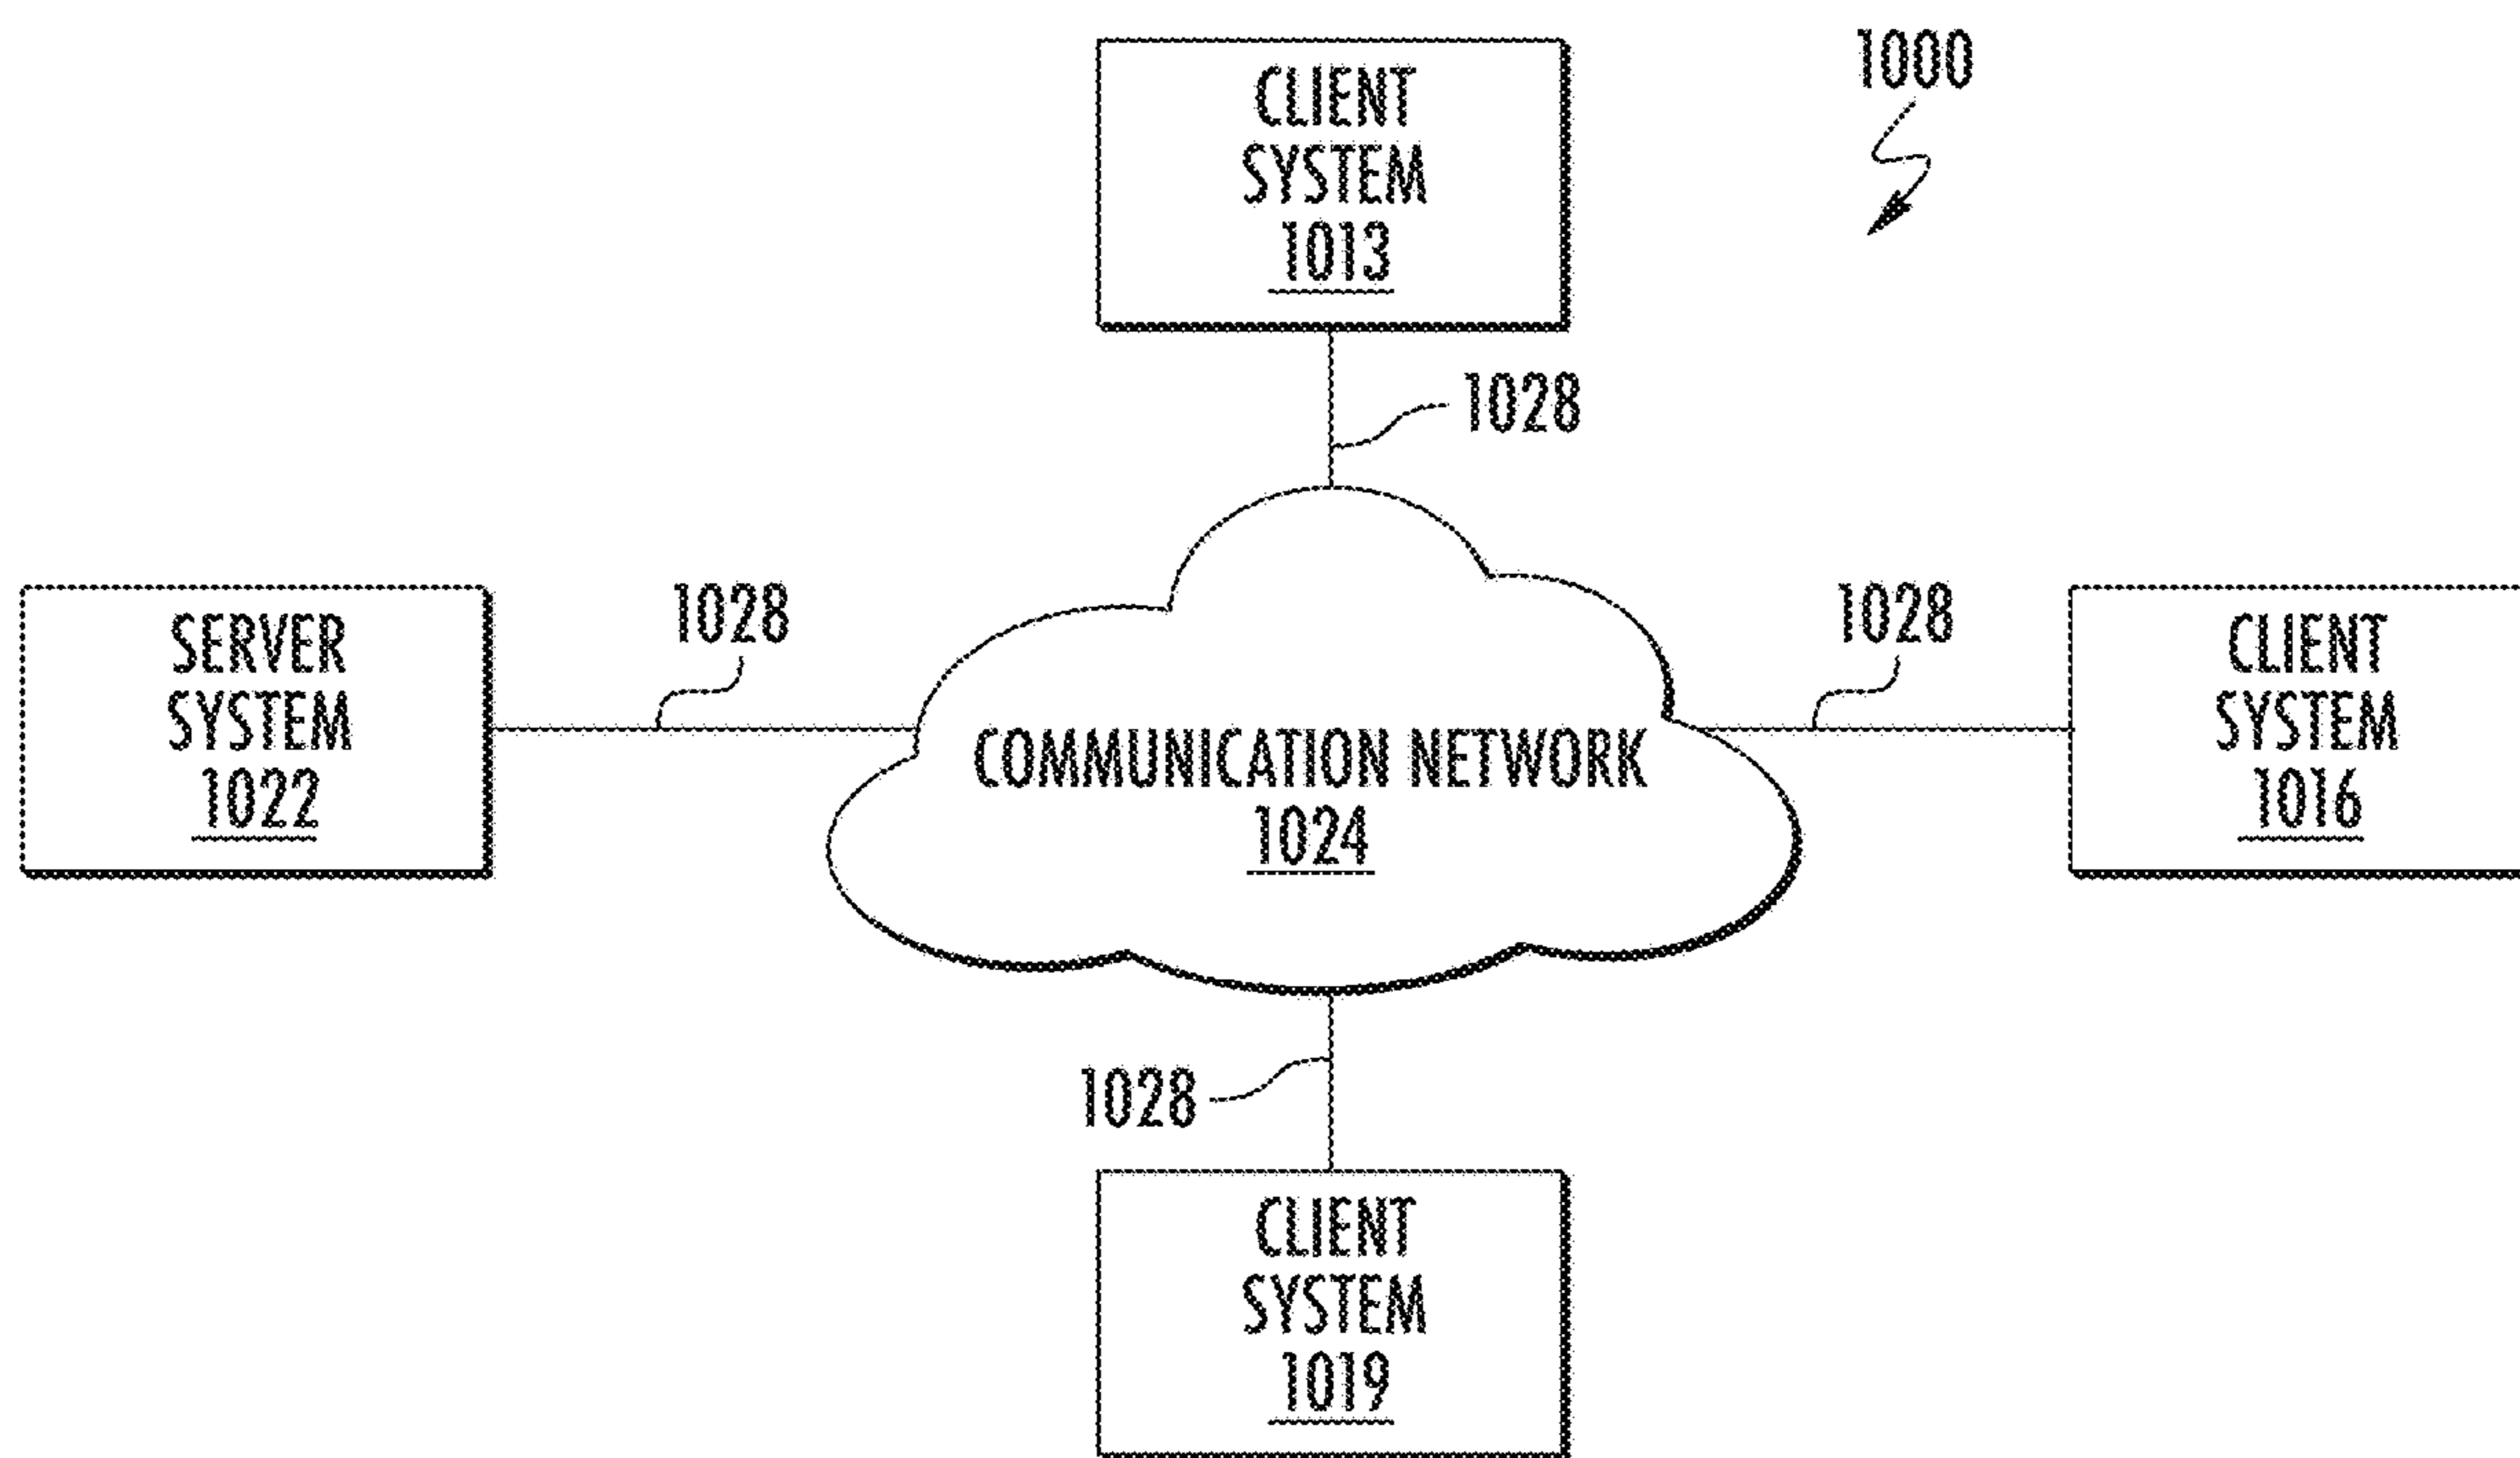 CLIENT
SYSTEM
1013
1000
1028
SERVER
SYSTEM
1022
1028
COMMUNICATION NETWORK
1024
1028
CLIENT
SYSTEM
1016
1028
CLIENT
SYSTEM
1019